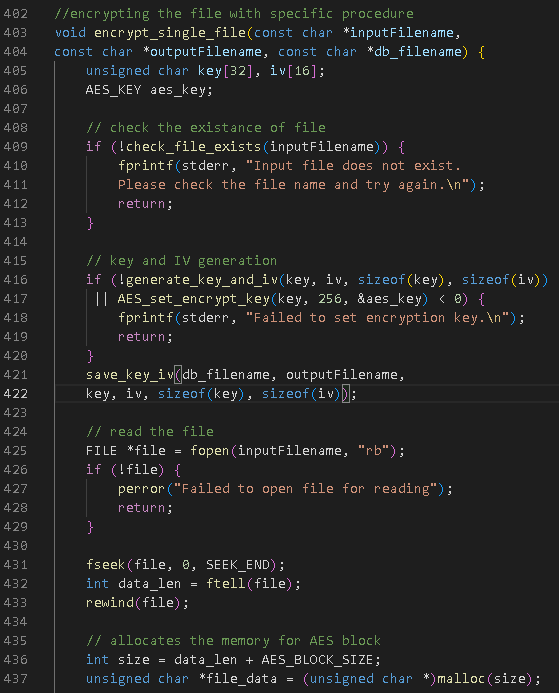 402 //encrypting the file with specific procedure
403 void encrypt_single_file(const char *inputFilename,
404 const char *outputFilename, const char *db_filename) {
405     unsigned char key[32], iv[16];
406     AES_KEY aes_key;
407
408     // check the existance of file
409     if (!check_file_exists(inputFilename)) {
410         fprintf(stderr, "Input file does not exist.
411         Please check the file name and try again.\n");
412         return;
413     }
414
415     // key and IV generation
416     if (!generate_key_and_iv(key, iv, sizeof(key), sizeof(iv))
417      || AES_set_encrypt_key(key, 256, &aes_key) < 0) {
418         fprintf(stderr, "Failed to set encryption key.\n");
419         return;
420     }
421     save_key_iv(db_filename, outputFilename,
422     key, iv, sizeof(key), sizeof(iv));
423
424     // read the file
425     FILE *file = fopen(inputFilename, "rb");
426     if (!file) {
427         perror("Failed to open file for reading");
428         return;
429     }
430
431     fseek(file, 0, SEEK_END);
432     int data_len = ftell(file);
433     rewind(file);
434
435     // allocates the memory for AES block
436     int size = data_len + AES_BLOCK_SIZE;
437     unsigned char *file_data = (unsigned char *)malloc(size);